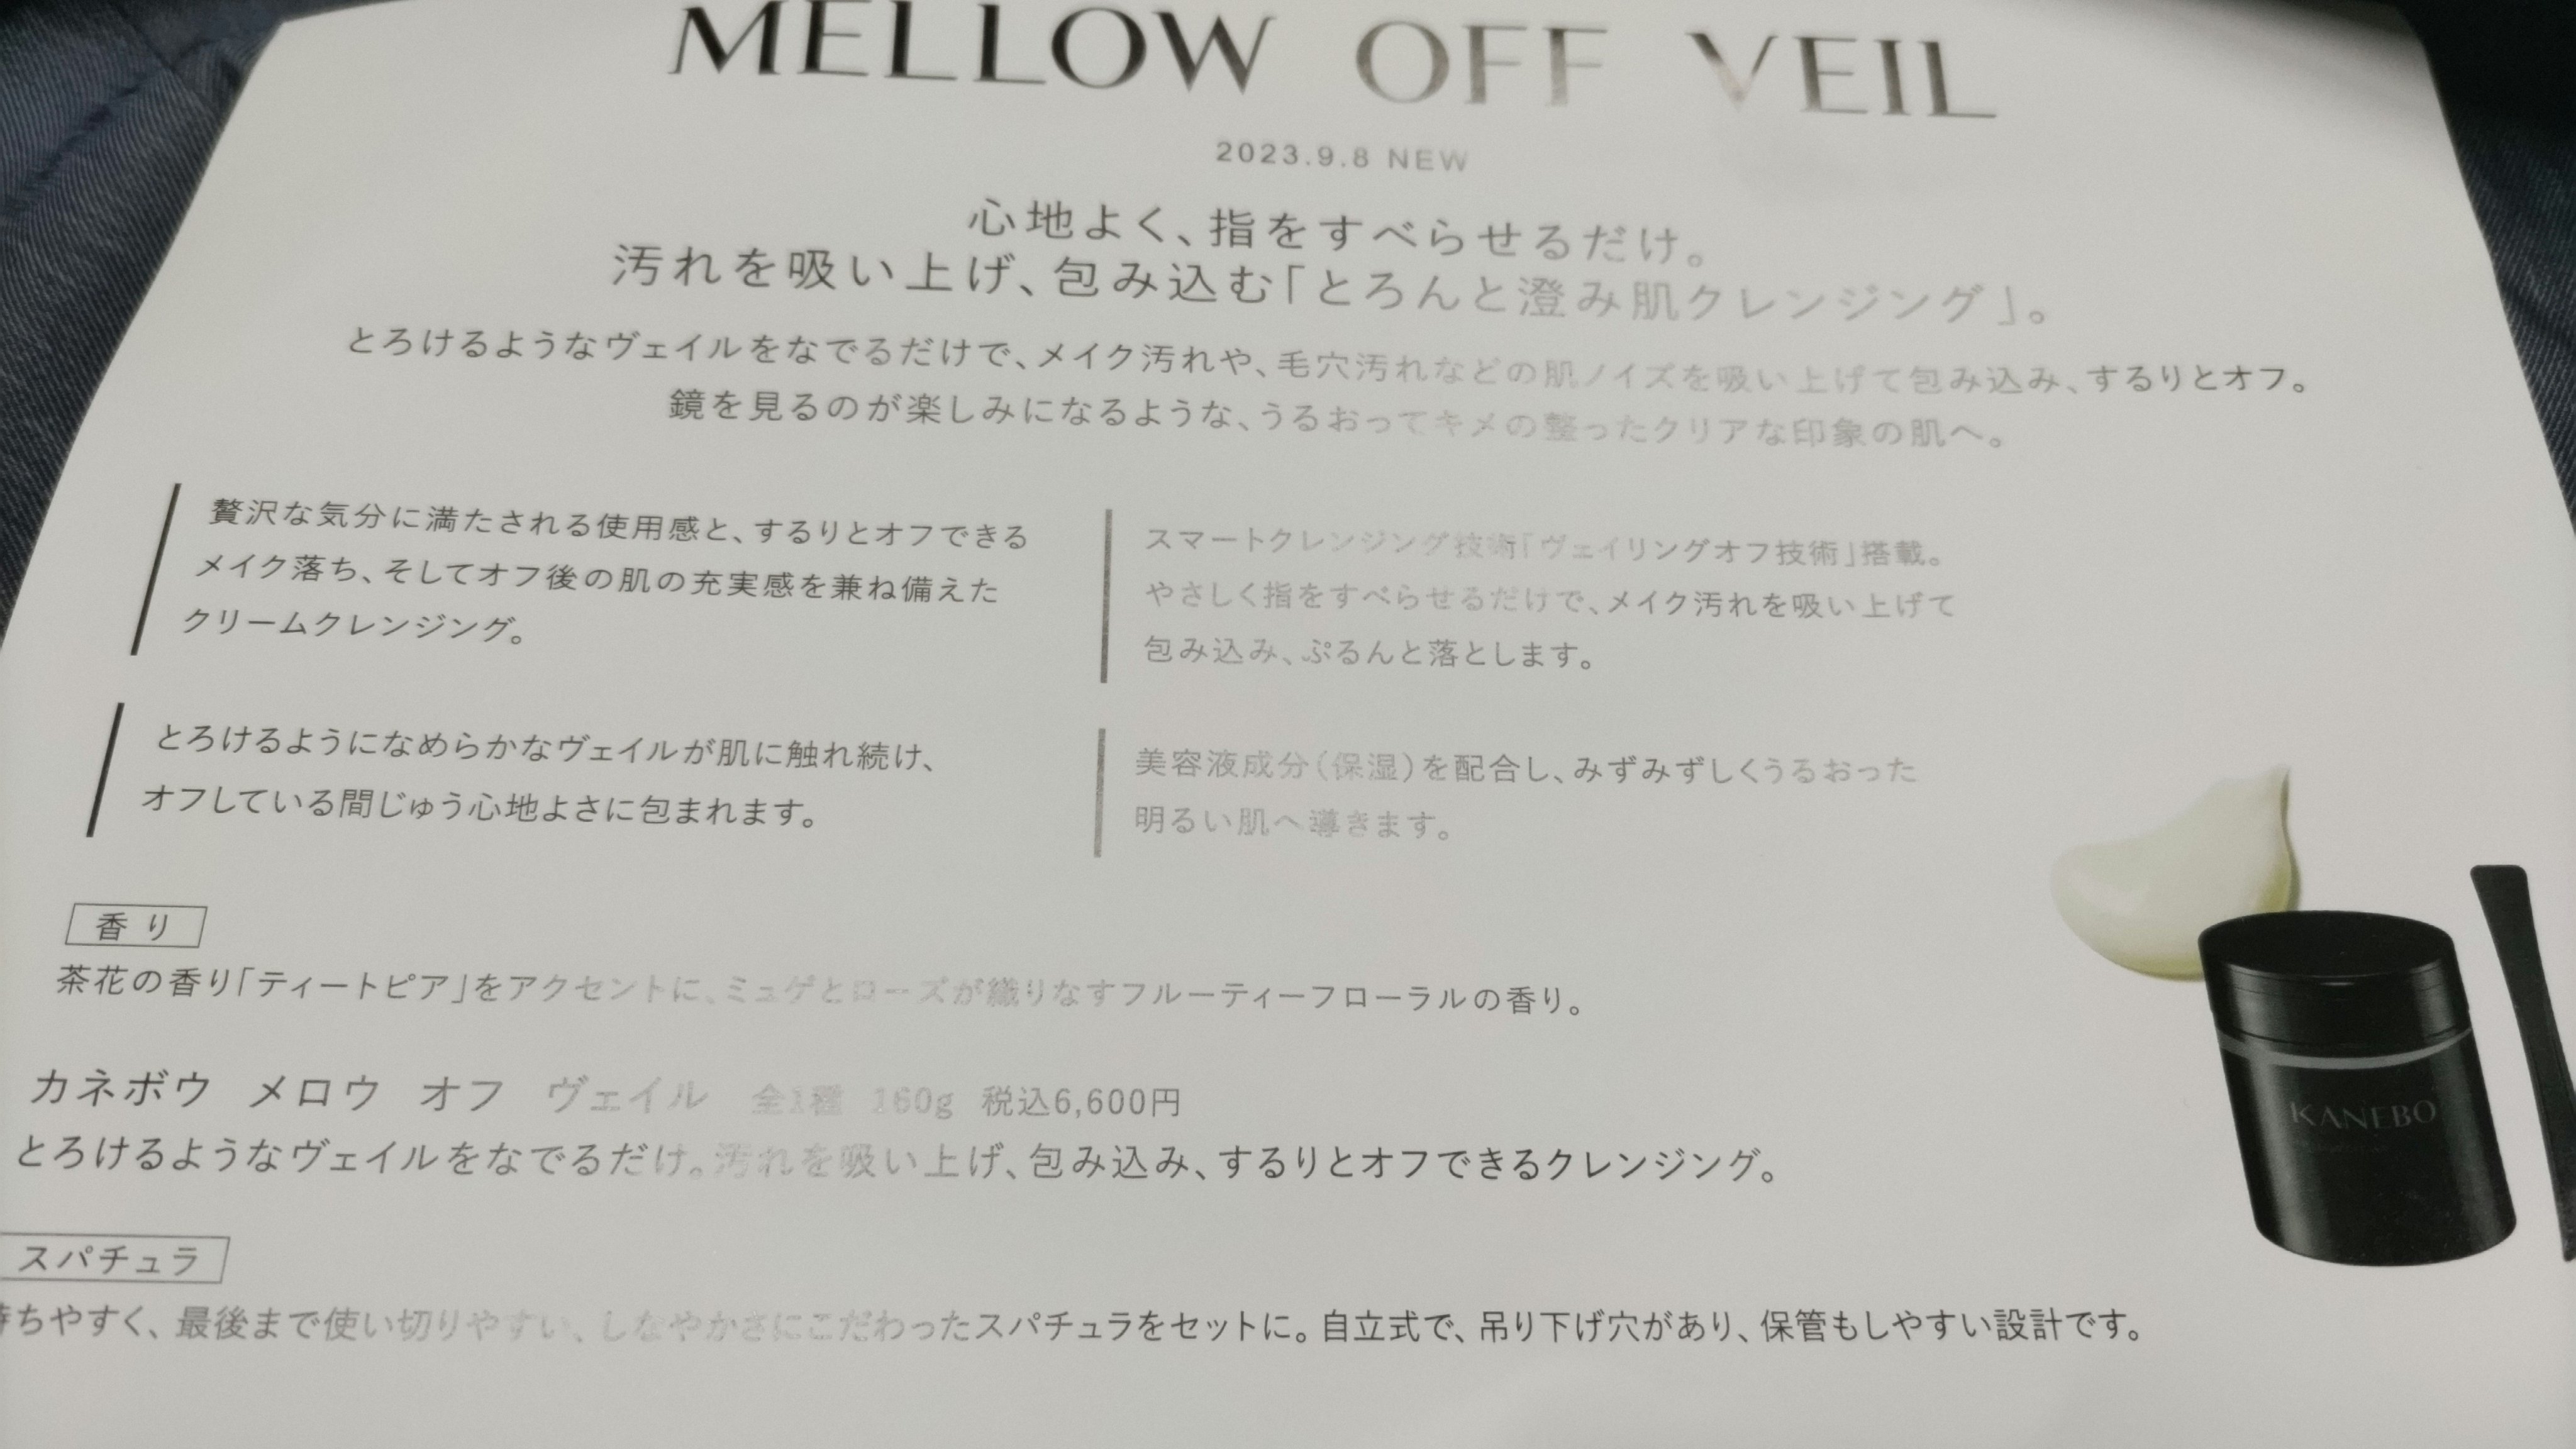 MELLOW OFF VEIL
2023.9.8 NEW
心地よく、指をすべらせるだけ。
汚れを吸い上げ、包み込む「とろんと澄み肌クレンジング」。
とろけるようなヴェイルをなでるだけで、メイク汚れや、毛穴汚れなどの肌ノイズを吸い上げて包み込み、するりとオフ。
鏡を見るのが楽しみになるような、うるおってキメの整ったクリアな印象の肌へ。
贅沢な気分に満たされる使用感と、するりとオフできる
メイク落ち、そしてオフ後の肌の充実感を兼ね備えた
クリームクレンジング。
スマートクレンジング技術「ヴェイリングオフ技術」搭載。
やさしく指をすべらせるだけで、メイク汚れを吸い上げて
包み込み、ぷるんと落とします。
とろけるようになめらかなヴェイルが肌に触れ続け、
オフしている間じゅう心地よさに包まれます。
美容液成分(保湿)を配合し、みずみずしくうるおった
明るい肌へ導きます。
香り
茶花の香り「ティートピア」をアクセントに、ミュゲとローズが織りなすフルーティーフローラルの香り。
カネボウ メロウ オフ ヴェイル 全1種 160g 税込6,600円
とろけるようなヴェイルをなでるだけ。汚れを吸い上げ、包み込み、するりとオフできるクレンジング。
スパチュラ
持ちやすく、最後まで使い切りやすい、しなやかさにこだわったスパチュラをセットに。自立式で、吊り下げ穴があり、保管もしやすい設計です。
KANEBO